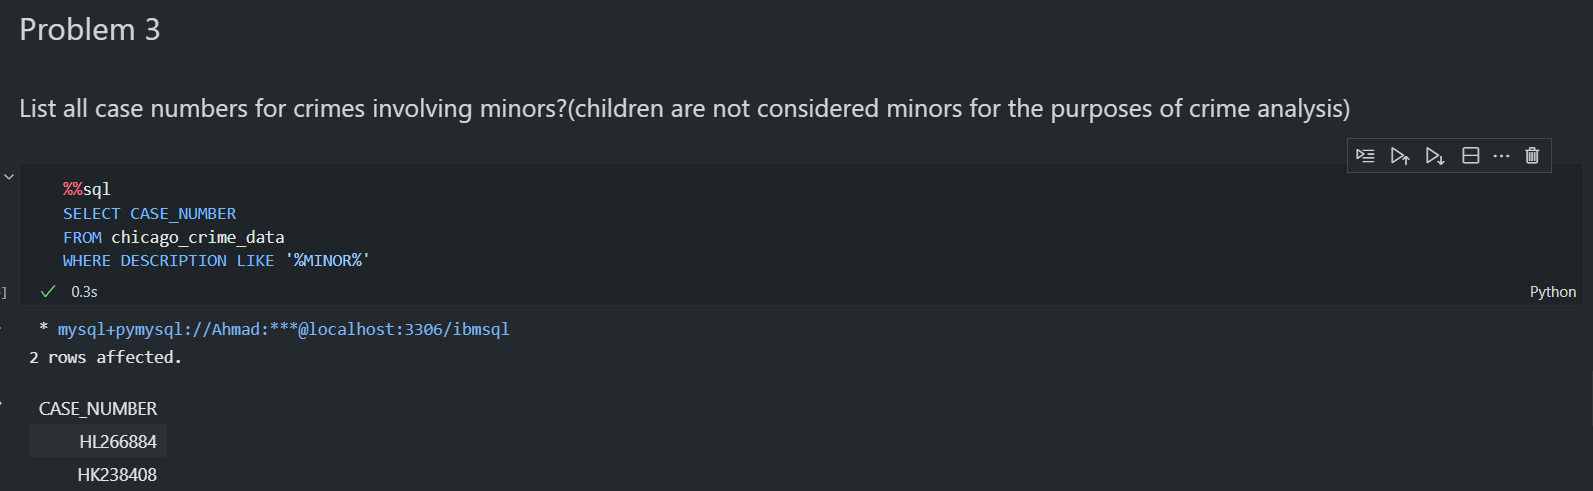 Problem 3
List all case numbers for crimes involving minors?(children are not considered minors for the purposes of crime analysis)
%%sql
SELECT CASE_NUMBER
FROM chicago_crime_data
WHERE DESCRIPTION LIKE '%MINOR%'
]
0.3s
Python
* mysql+pymysql://Ahmad:***@localhost:3306/ibmsql
2 rows affected.
CASE_NUMBER
HL266884
HK238408